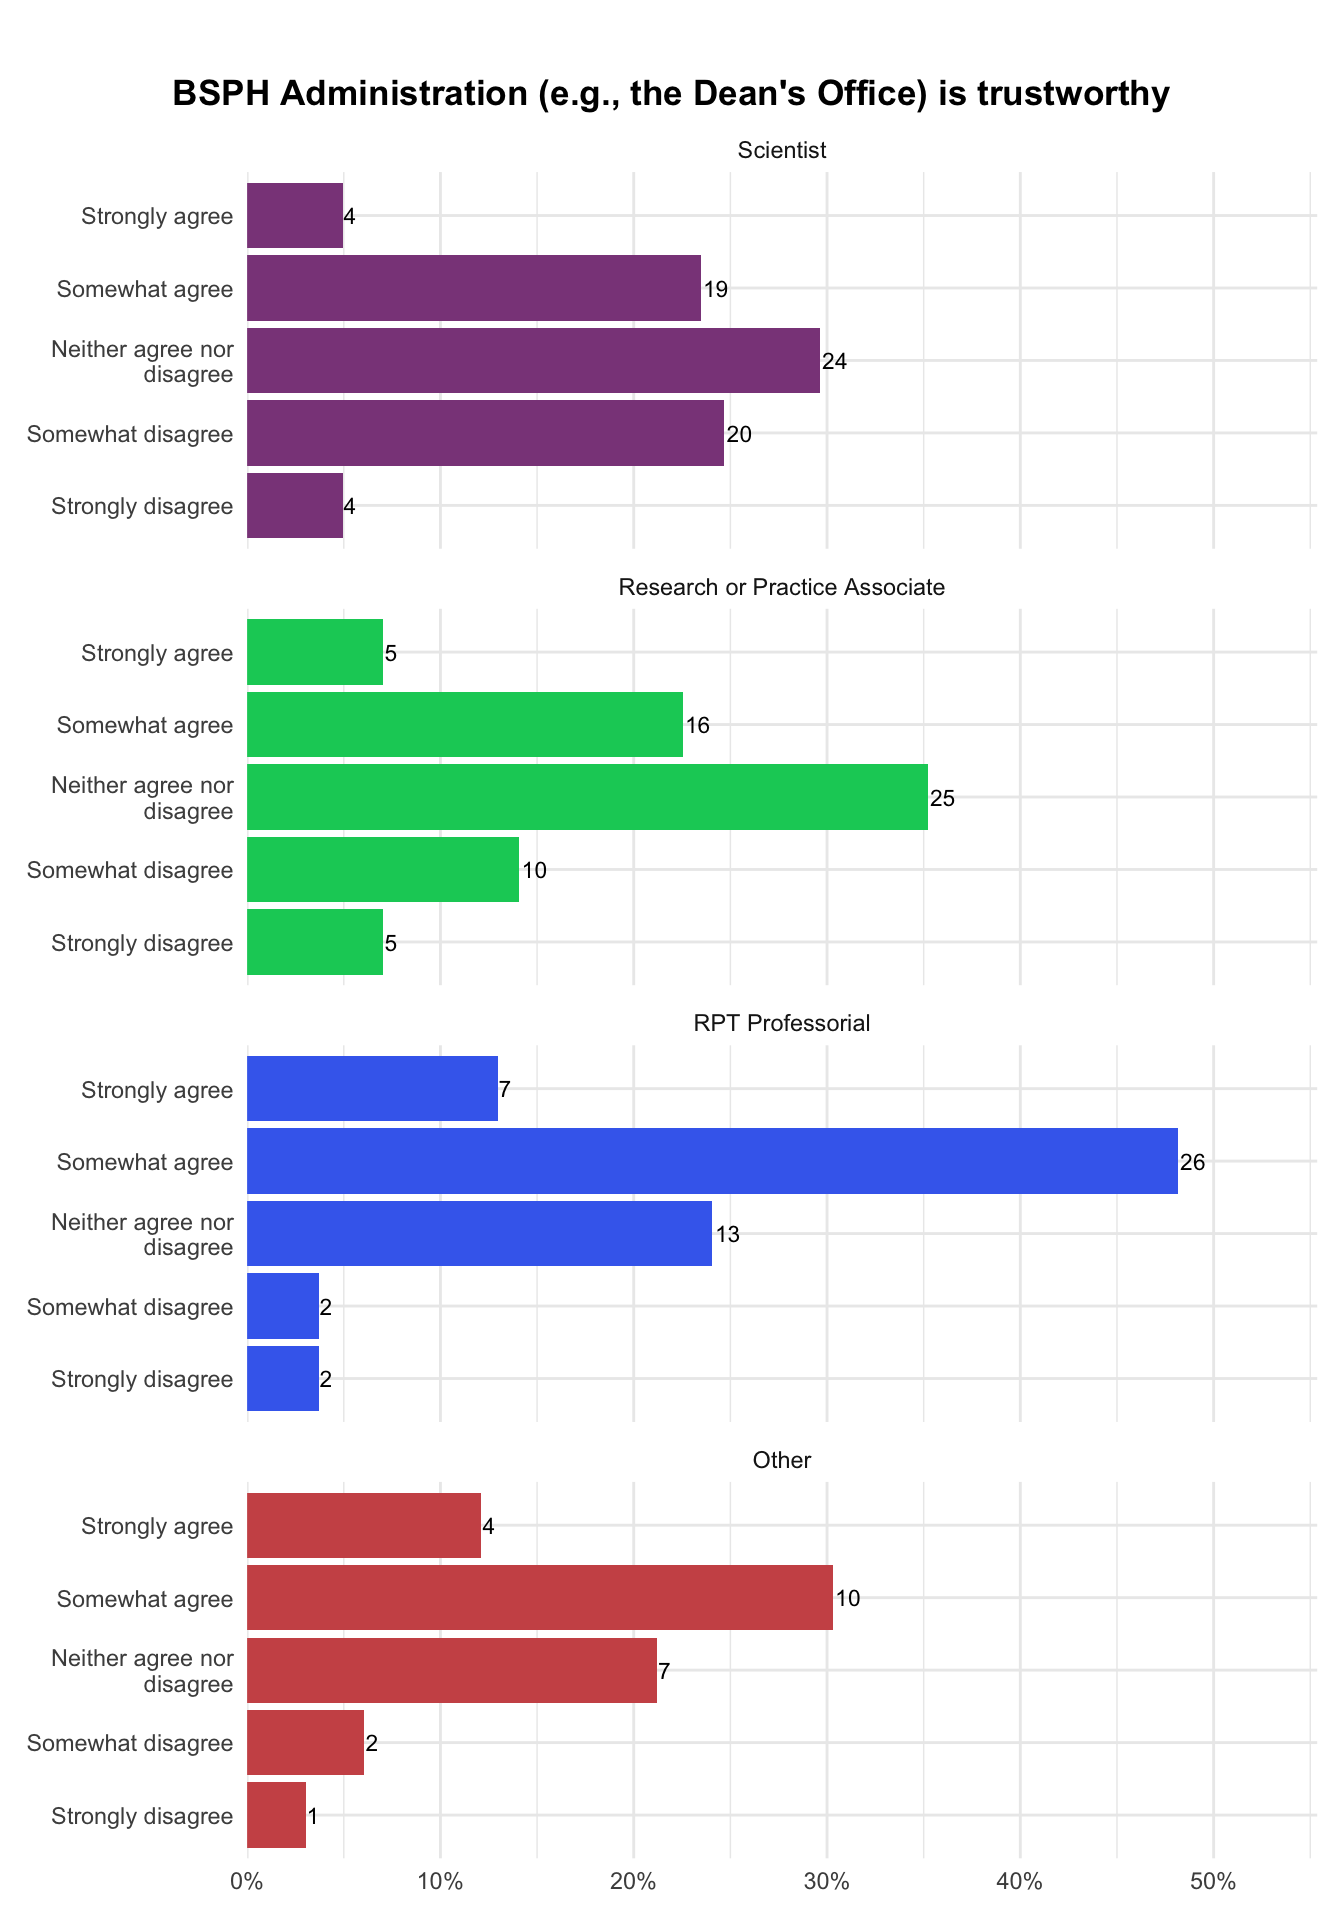 BSPH Administration (e.g., the Dean's Office) is trustworthy
Scientist
Strongly agree
4
Somewhat agree
19
Neither agree nor
disagree
24
Somewhat disagree
20
Strongly disagree
4
Research or Practice Associate
Strongly agree
5
Somewhat agree
16
Neither agree nor
disagree
25
Somewhat disagree
10
Strongly disagree
5
RPT Professorial
Strongly agree
7
Somewhat agree
26
Neither agree nor
disagree
13
Somewhat disagree
2
Strongly disagree
2
Other
Strongly agree
4
Somewhat agree
10
Neither agree nor
disagree
7
Somewhat disagree
2
Strongly disagree
1
0% 10% 20% 30% 40% 50%